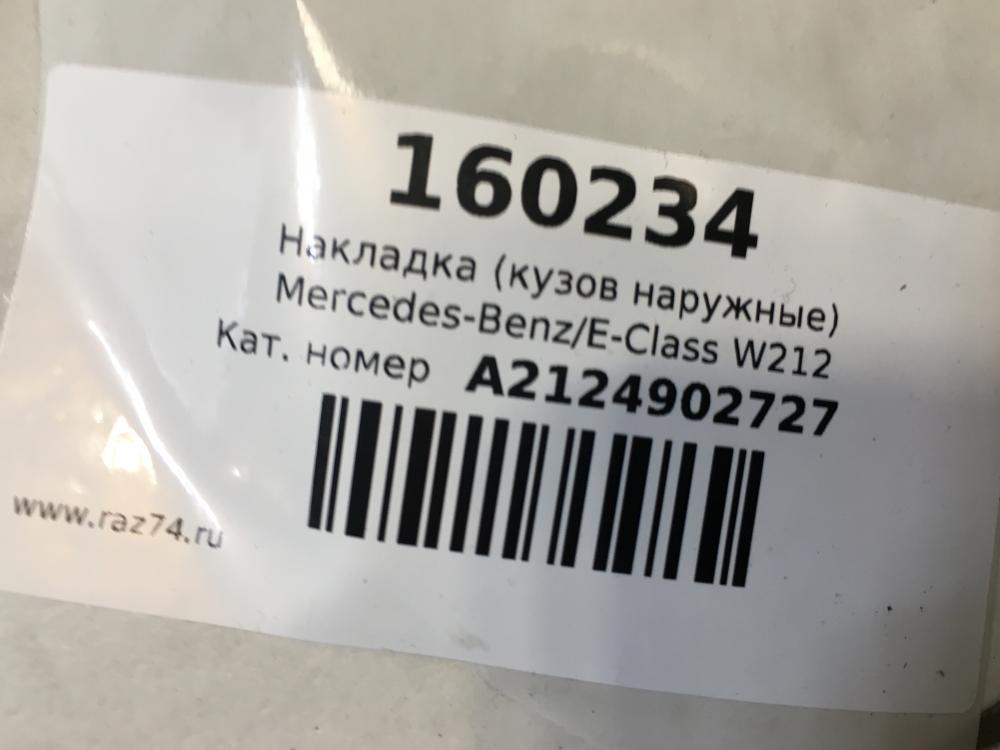 160234
Накладка (кузов наружные)
Mercedes-Benz/E-Class W212
Кат. номер A2124902727
www.raz74.ru